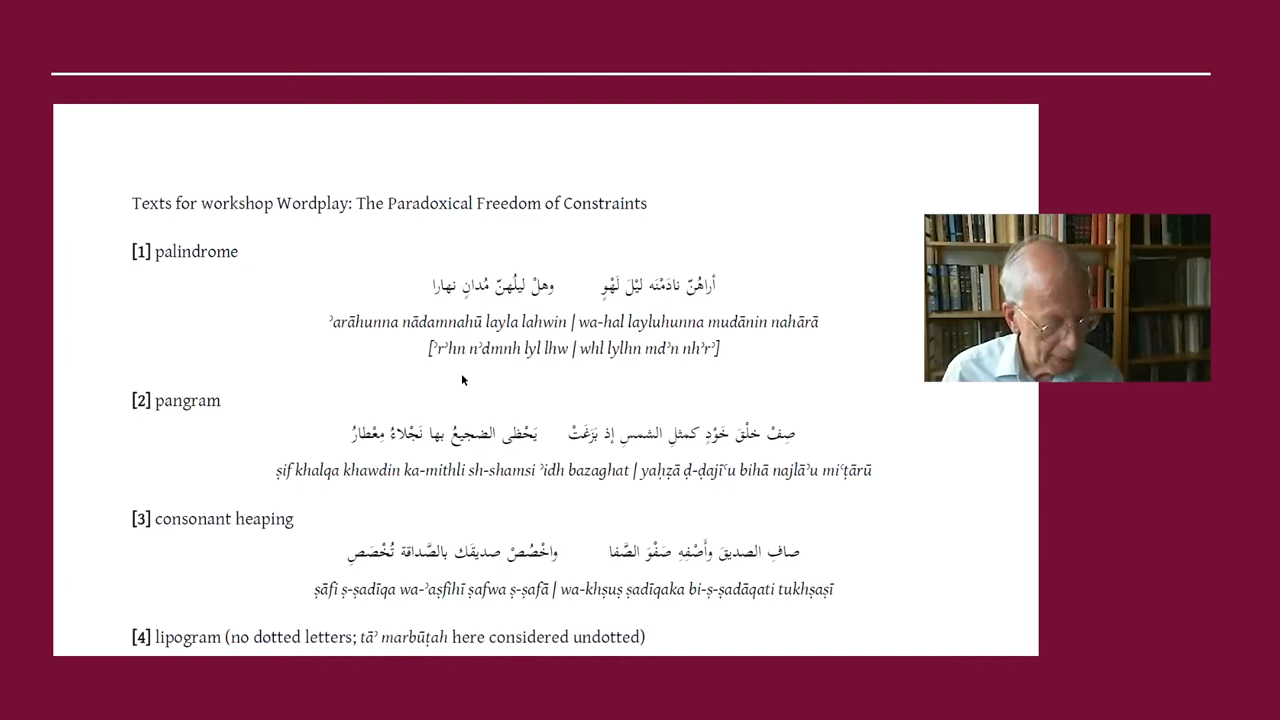 Texts for workshop Wordplay: The Paradoxical Freedom of Constraints
[1] palindrome
أراهُنّ نادَمْنَه ليْلَ لَهْوٍ وهلْ ليلُهنّ مُدانٍ نهارا
ʾarāhunna nādamnahū layla lahwin | wa-hal layluhunna mudānin nahārā
[ʾrʾhn nʾdmnh lyl lhw | whl lylhn mdʾn nhʾrʾ]
[2] pangram
صِفْ خلْقَ خَوْدٍ كمثلِ الشمسِ إذ بَزَغَتْ يَحْظى الضجيعُ بها نَجْلاءُ مِعْطارُ
ṣif khalqa khawdin ka-mithli sh-shamsi ʾidh bazaghat | yaḥẓā ḍ-ḍajīʿu bihā najlāʾu miʿṭārū
[3] consonant heaping
صافِ الصديقَ وأَصْفِهِ صَفْوَ الصَّفا واخْصُصْ صديقَك بالصَّداقة تُخْصَصِ
ṣāfi ṣ-ṣadīqa wa-ʾaṣfihī ṣafwa ṣ-ṣafā | wa-khṣuṣ ṣadīqaka bi-ṣ-ṣadāqati tukhṣaṣī
[4] lipogram (no dotted letters; tāʾ marbūṭah here considered undotted)